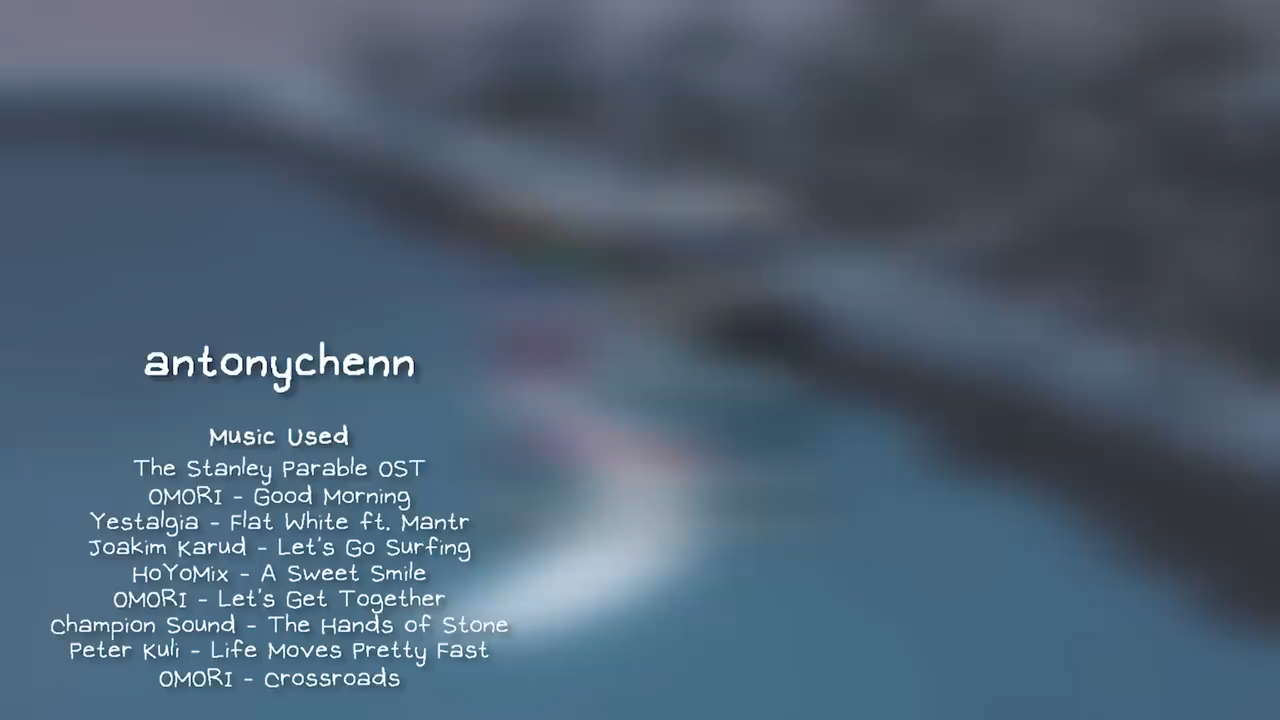 antonychenn
Music Used
The Stanley Parable OST
OMORI - Good Morning
Yestalgia - Flat White ft. Mantr
Joakim Karud - Let's Go Surfing
HoYoMix - A Sweet Smile
OMORI - Let's Get Together
Champion Sound - The Hands of Stone
Peter Kuli - Life Moves Pretty Fast
OMORI - Crossroads